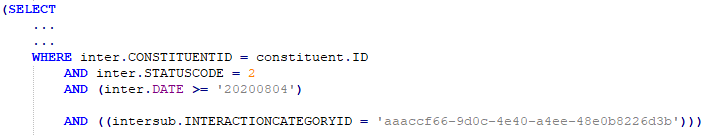 (SELECT
...
...
WHERE inter.CONSTITUENTID = constituent.ID
AND inter.STATUSCODE = 2
AND (inter.DATE >= '20200804')
AND ((intersub.INTERACTIONCATEGORYID = 'aaaccf66-9d0c-4e40-a4ee-48e0b8226d3b')))